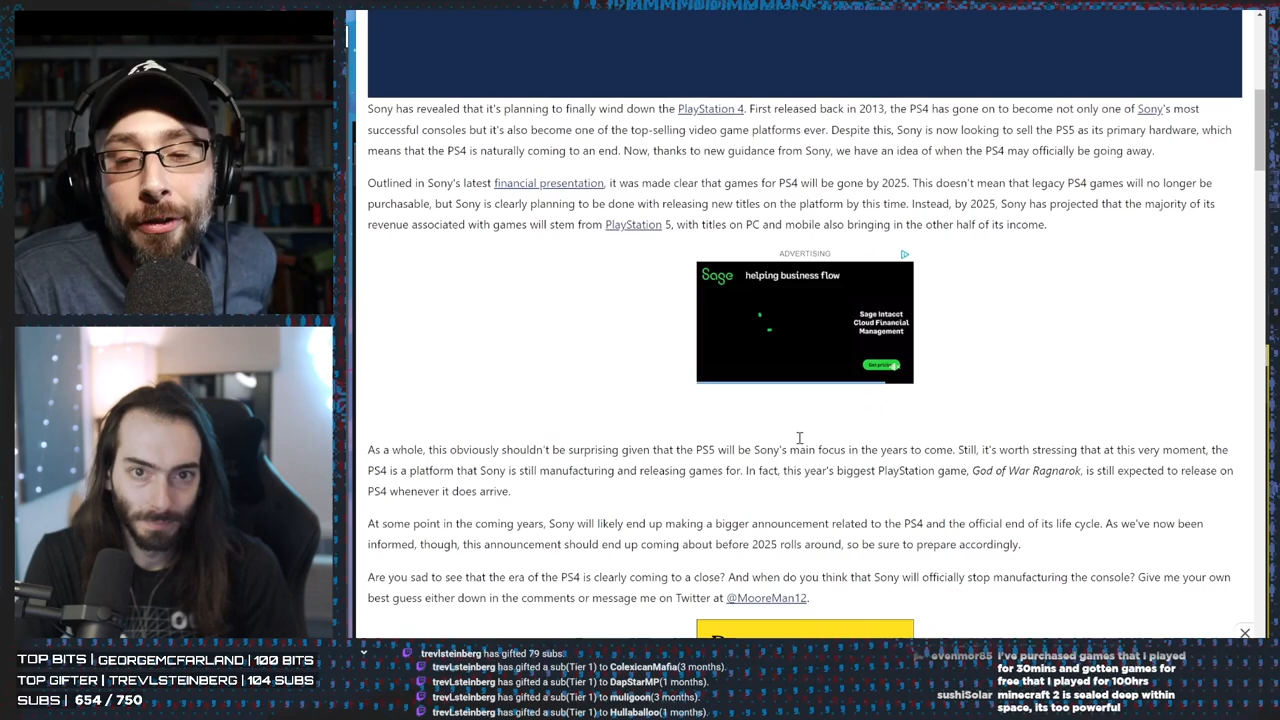 Sony has revealed that it's planning to finally wind down the PlayStation 4. First released back in 2013, the PS4 has gone on to become not only one of Sony's most
successful consoles but it's also become one of the top-selling video game platforms ever. Despite this, Sony is now looking to sell the PS5 as its primary hardware, which
means that the PS4 is naturally coming to an end. Now, thanks to new guidance from Sony, we have an idea of when the PS4 may officially be going away.
Outlined in Sony's latest financial presentation, it was made clear that games for PS4 will be gone by 2025. This doesn't mean that legacy PS4 games will no longer be
purchasable, but Sony is clearly planning to be done with releasing new titles on the platform by this time. Instead, by 2025, Sony has projected that the majority of its
revenue associated with games will stem from PlayStation 5, with titles on PC and mobile also bringing in the other half of its income.
ADVERTISING
Sage helping business flow
Sage Intacct
Cloud Financial
Management
As a whole, this obviously shouldn't be surprising given that the PS5 will be Sony's main focus in the years to come. Still, it's worth stressing that at this very moment, the
PS4 is a platform that Sony is still manufacturing and releasing games for. In fact, this year's biggest PlayStation game, God of War Ragnarok, is still expected to release on
PS4 whenever it does arrive.
At some point in the coming years, Sony will likely end up making a bigger announcement related to the PS4 and the official end of its life cycle. As we've now been
informed, though, this announcement should end up coming about before 2025 rolls around, so be sure to prepare accordingly.
Are you sad to see that the era of the PS4 is clearly coming to a close? And when do you think that Sony will officially stop manufacturing the console? Give me your own
best guess either down in the comments or message me on Twitter at @MooreMan12.
TOP BITS | GEORGEMCFARLAND | 100 BITS
TOP GIFTER | TREVLSTEINBERG | 104 SUBS
SUBS | 654 / 750
trevlsteinberg has gifted 79 subs.
trevLsteinberg has gifted a sub(Tier 1) to ColexicanMafia(3 months).
trevLsteinberg has gifted a sub(Tier 1) to DapStarMP(1 months).
trevLsteinberg has gifted a sub(Tier 1) to muligoon(3 months).
trevLsteinberg has gifted a sub(Tier 1) to Hullaballoo(1 months).
evenmor85 i've purchased games that I played
for 30mins and gotten games for
free that I played for 100hrs
sushiSolar minecraft 2 is sealed deep within
space, its too powerful